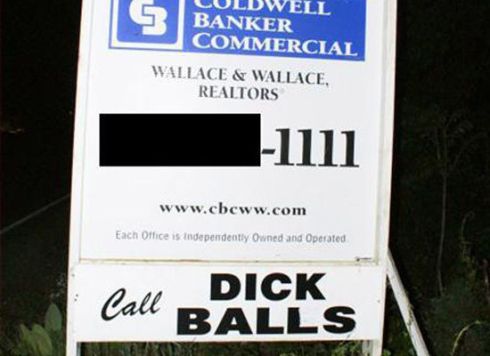 CB
COLDWELL
BANKER
COMMERCIAL
WALLACE & WALLACE,
REALTORS®
-1111
www.cbcww.com
Each Office is Independently Owned and Operated.
Call DICK
BALLS